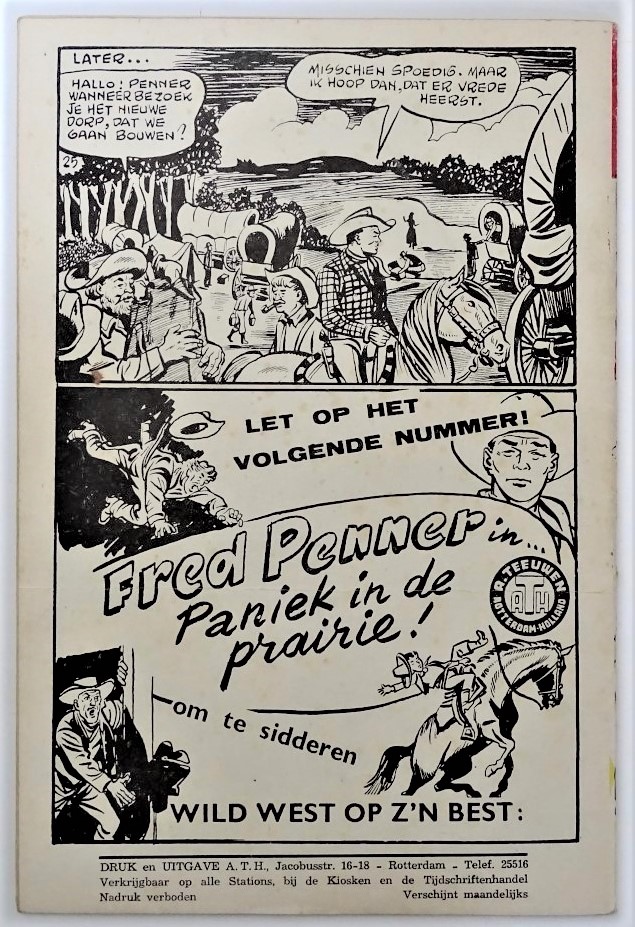 LATER...
HALLO! PENNER
WANNEER BEZOEK
JE HET NIEUWE
DORP, DAT WE
GAAN BOUWEN?
MISSCHIEN SPOEDIG. MAAR
IK HOOP DAN, DAT ER VREDE
HEERST.
25
LET OP HET
VOLGENDE NUMMER!
Fred Penner in...
Paniek in de
prairie!
A. TEEUWEN
ATH
ROTTERDAM-HOLLAND
om te sidderen
WILD WEST OP Z'N BEST:
DRUK en UITGAVE A.T.H., Jacobusstr. 16-18 - Rotterdam - Telef. 25516
Verkrijgbaar op alle Stations, bij de Kiosken en de Tijdschriftenhandel
Nadruk verboden Verschijnt maandelijks